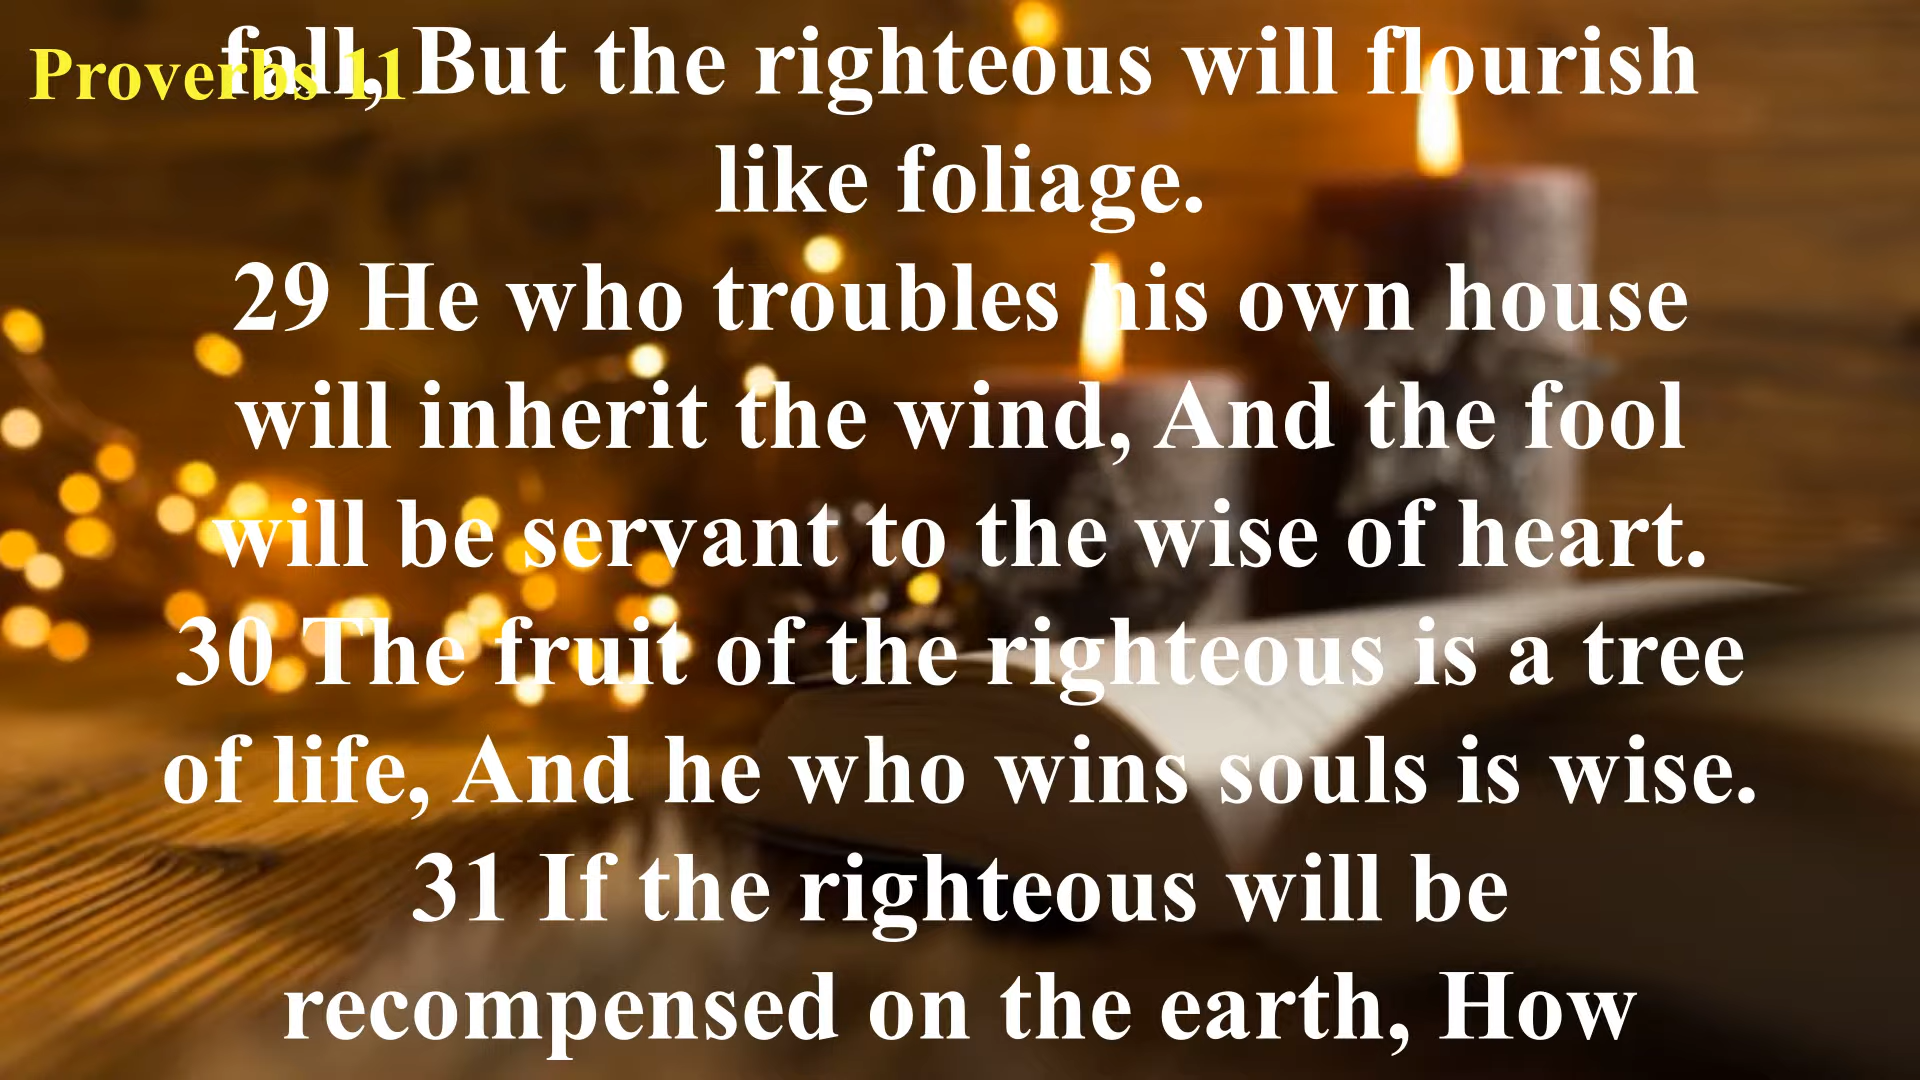 Proverbs 11
fall, But the righteous will flourish
like foliage.
29 He who troubles his own house
will inherit the wind, And the fool
will be servant to the wise of heart.
30 The fruit of the righteous is a tree
of life, And he who wins souls is wise.
31 If the righteous will be
recompensed on the earth, How